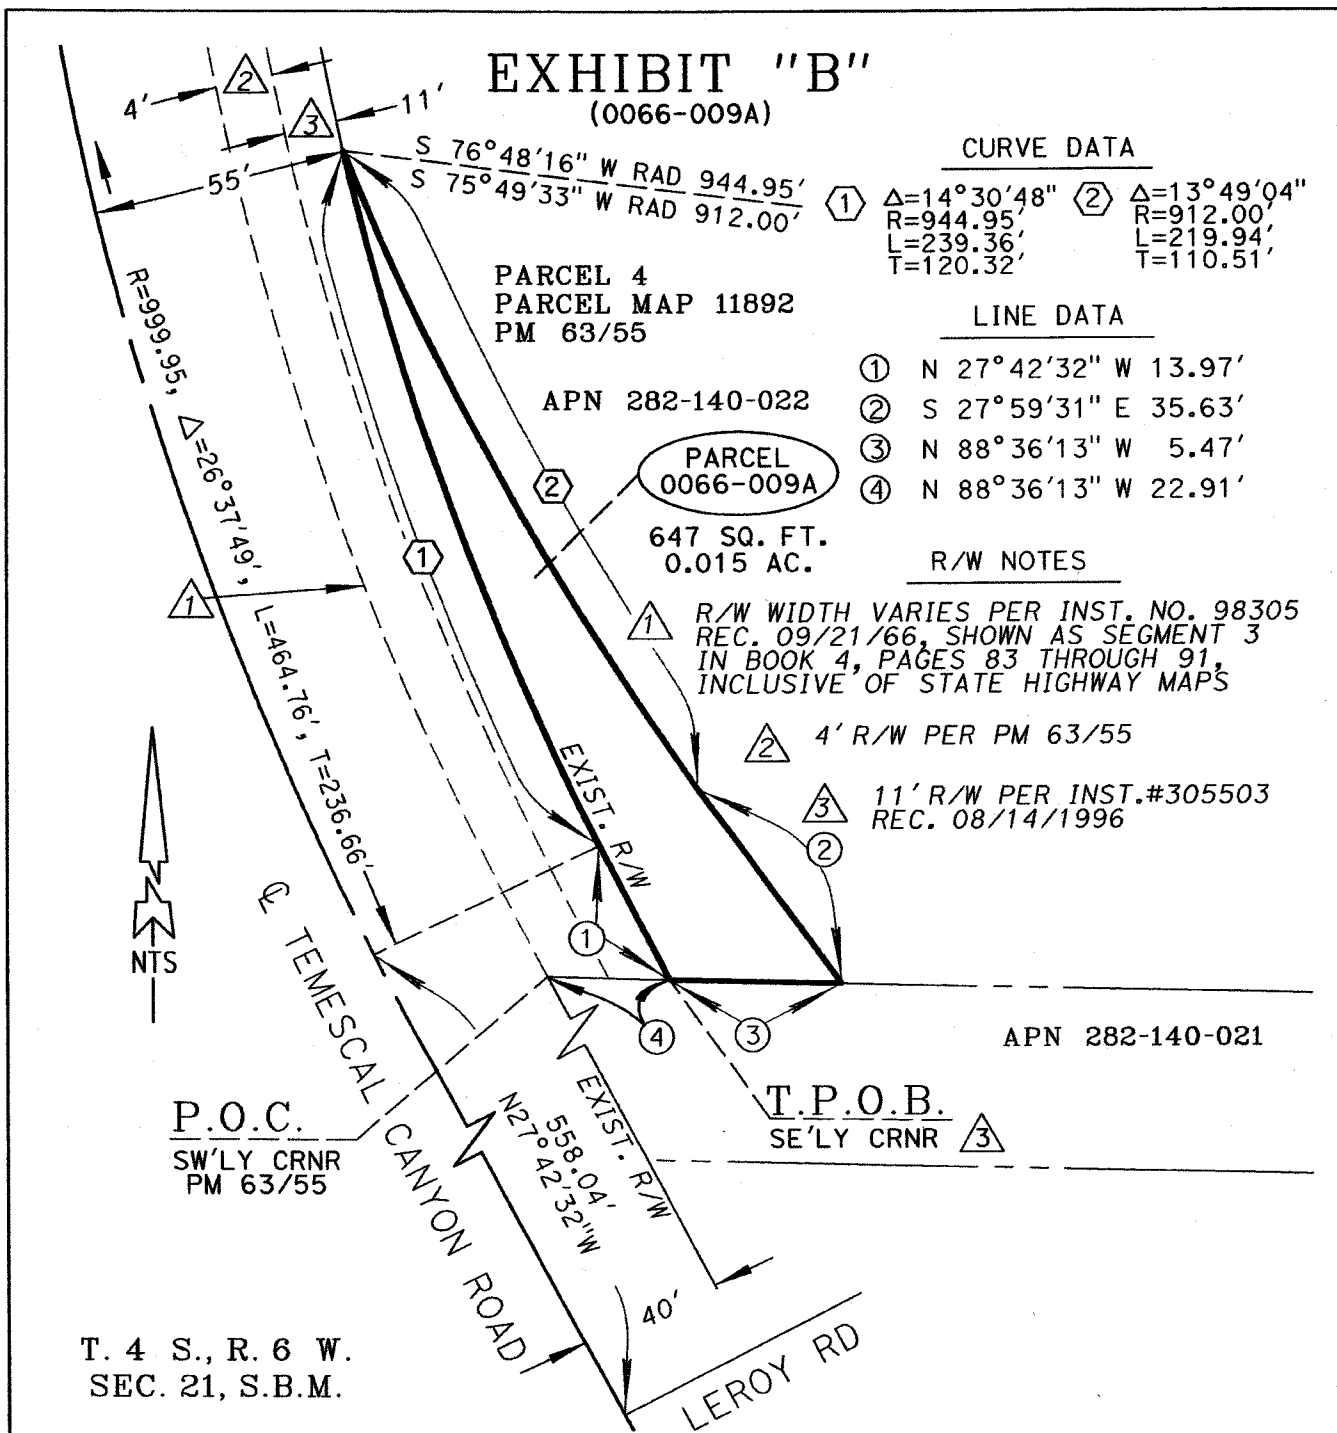 EXHIBIT "B"
(0066-009A)
4'
2
3
11'
55'
S 76°48'16" W RAD 944.95'
S 75°49'33" W RAD 912.00'
CURVE DATA
1 Δ=14°30'48"
R=944.95'
L=239.36'
T=120.32'
2 Δ=13°49'04"
R=912.00'
L=219.94'
T=110.51'
PARCEL 4
PARCEL MAP 11892
PM 63/55
LINE DATA
1 N 27°42'32" W 13.97'
2 S 27°59'31" E 35.63'
3 N 88°36'13" W 5.47'
4 N 88°36'13" W 22.91'
APN 282-140-022
PARCEL
0066-009A
647 SQ. FT.
0.015 AC.
R=999.95, Δ=26°37'49', L=464.76', T=236.66'
1
2
1
R/W NOTES
1 R/W WIDTH VARIES PER INST. NO. 98305
REC. 09/21/66, SHOWN AS SEGMENT 3
IN BOOK 4, PAGES 83 THROUGH 91,
INCLUSIVE OF STATE HIGHWAY MAPS
2 4' R/W PER PM 63/55
3 11' R/W PER INST.#305503
REC. 08/14/1996
EXIST. R/W
2
1
NTS
℄ TEMESCAL CANYON ROAD
4
3
APN 282-140-021
P.O.C.
SW'LY CRNR
PM 63/55
T.P.O.B.
SE'LY CRNR 3
EXIST. R/W
558.04'
N27°42'32"W
40'
LEROY RD
T. 4 S., R. 6 W.
SEC. 21, S.B.M.